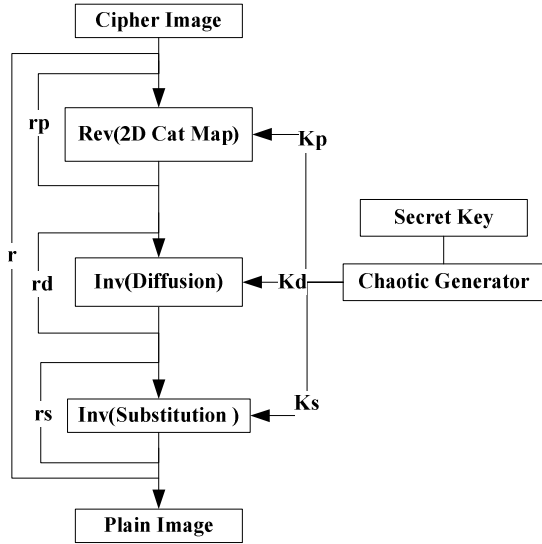 Cipher Image
rp
Rev(2D Cat Map)
Kp
Secret Key
r
rd
Inv(Diffusion)
Kd
Chaotic Generator
rs
Inv(Substitution )
Ks
Plain Image